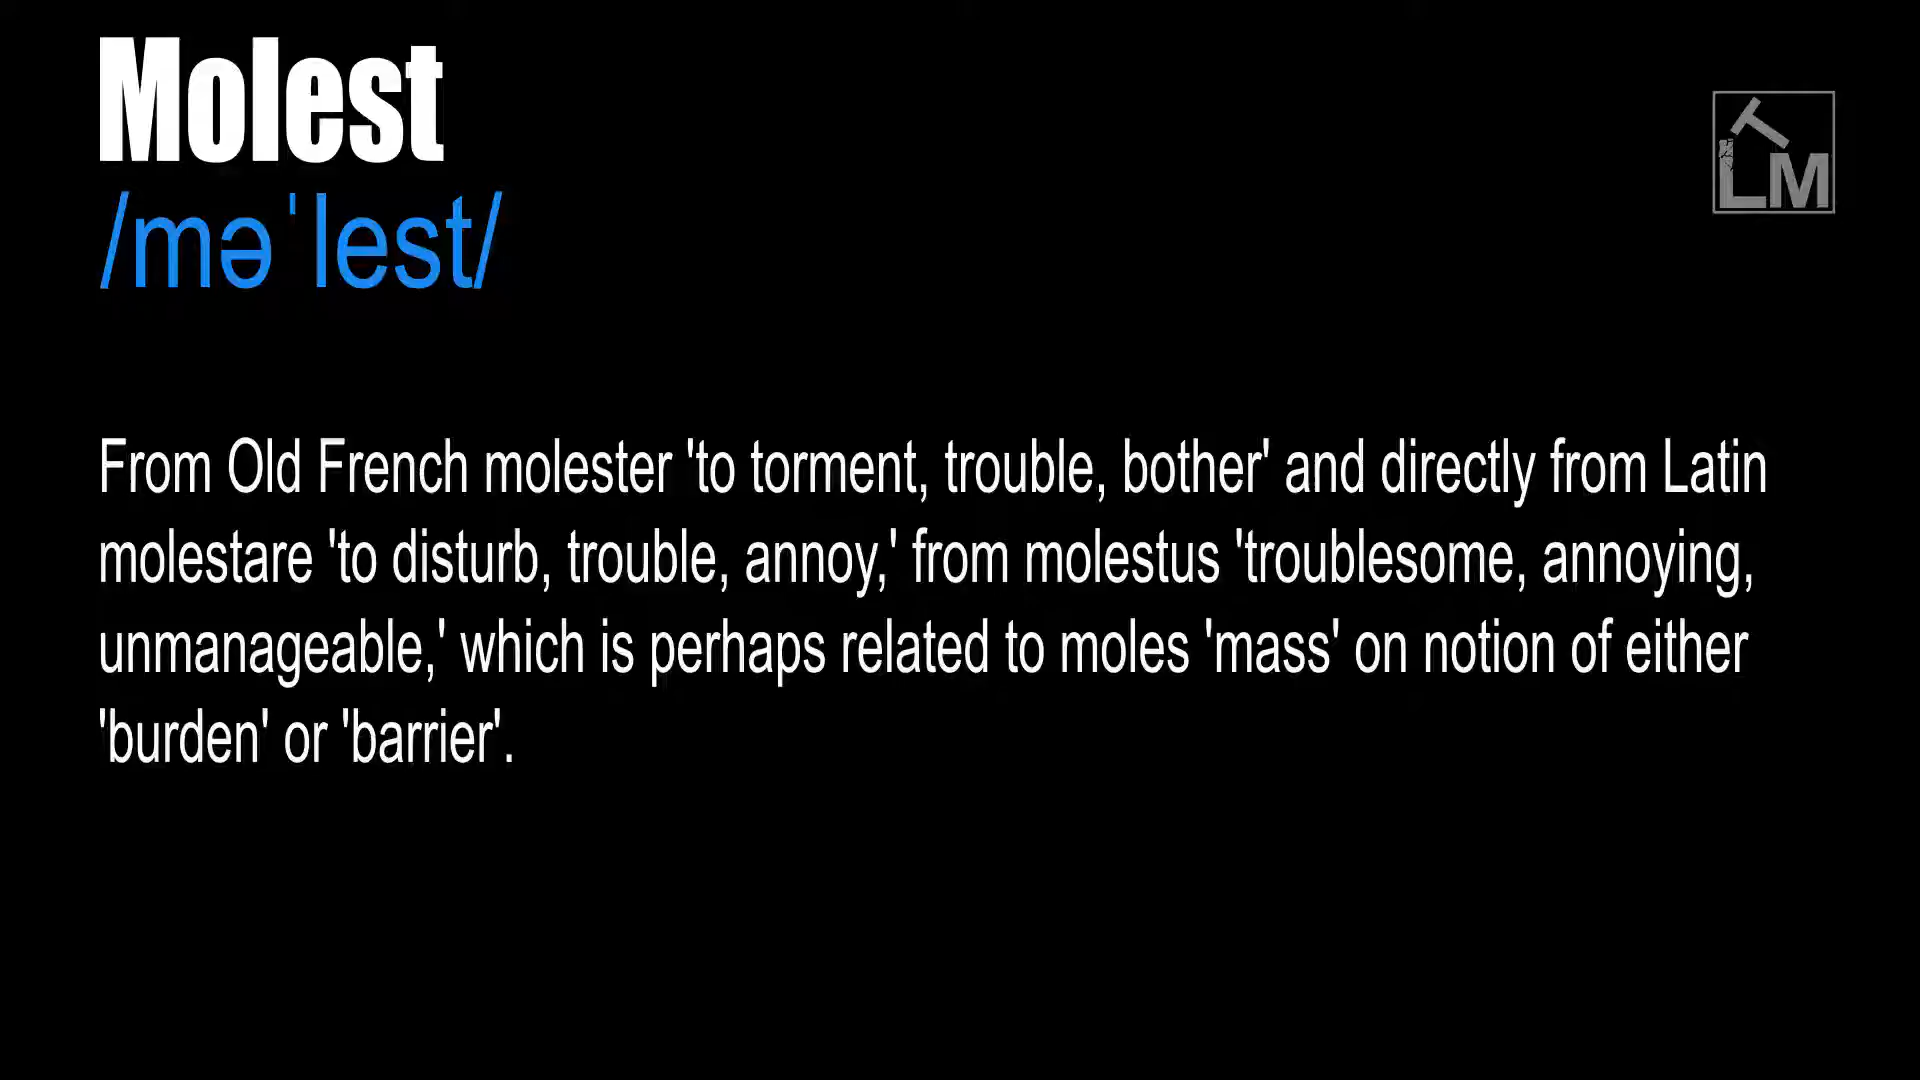 Molest
/məˈlest/
TLM
From Old French molester 'to torment, trouble, bother' and directly from Latin
molestare 'to disturb, trouble, annoy,' from molestus 'troublesome, annoying,
unmanageable,' which is perhaps related to moles 'mass' on notion of either
'burden' or 'barrier'.